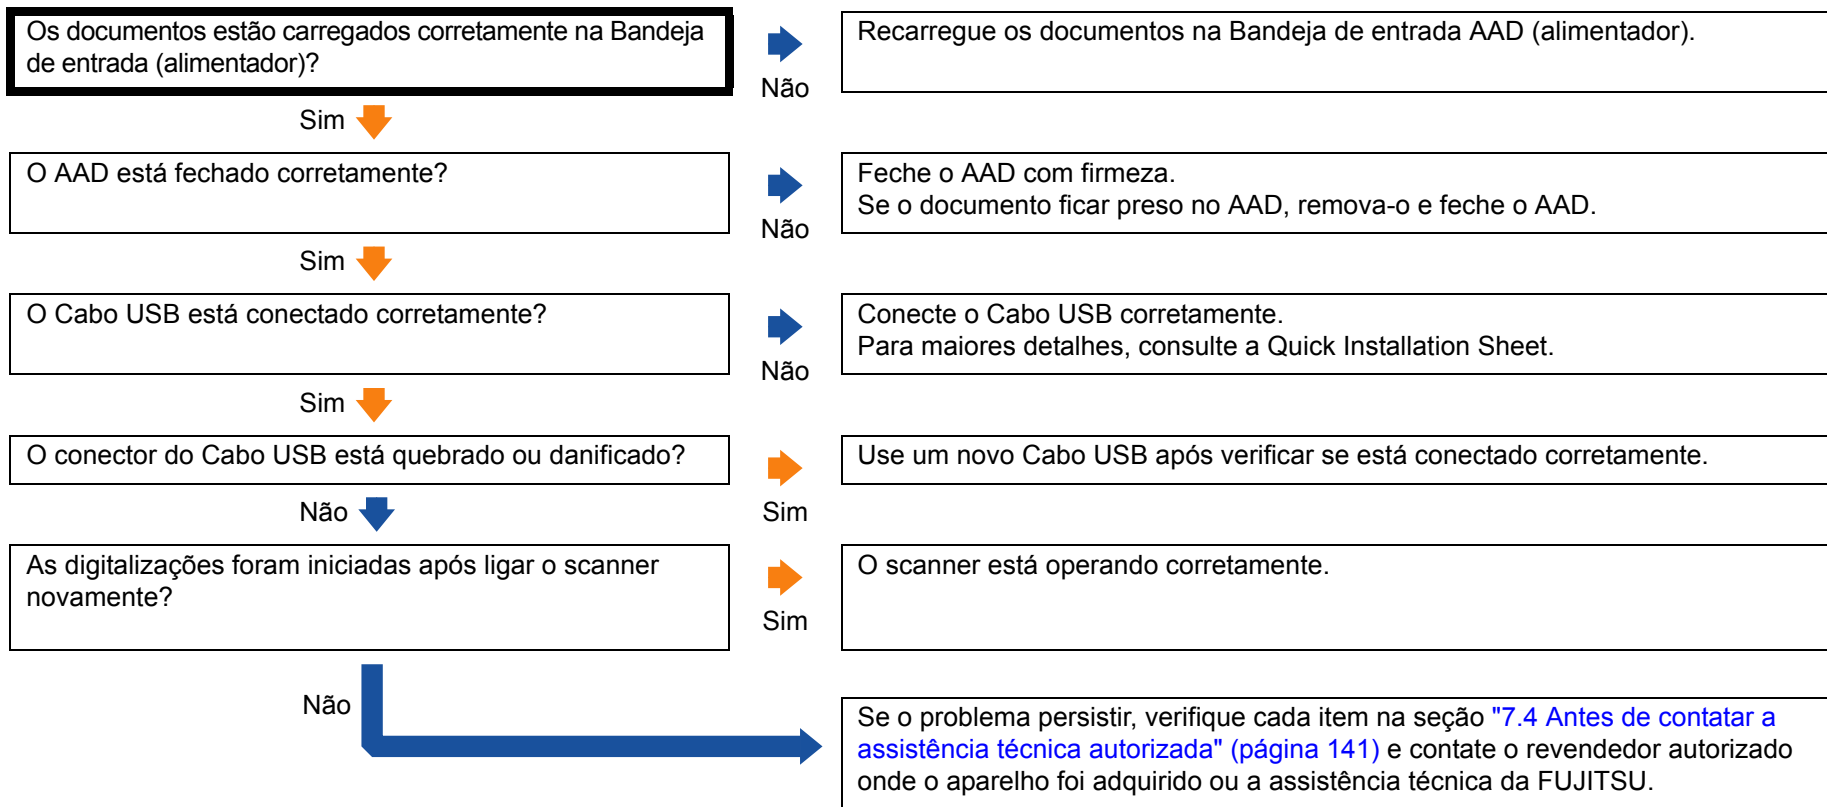 Os documentos estão carregados corretamente na Bandeja
de entrada (alimentador)?
Não
Recarregue os documentos na Bandeja de entrada AAD (alimentador).
Sim
O AAD está fechado corretamente?
Não
Feche o AAD com firmeza.
Se o documento ficar preso no AAD, remova-o e feche o AAD.
Sim
O Cabo USB está conectado corretamente?
Não
Conecte o Cabo USB corretamente.
Para maiores detalhes, consulte a Quick Installation Sheet.
Sim
O conector do Cabo USB está quebrado ou danificado?
Sim
Use um novo Cabo USB após verificar se está conectado corretamente.
Não
As digitalizações foram iniciadas após ligar o scanner
novamente?
Sim
O scanner está operando corretamente.
Não
Se o problema persistir, verifique cada item na seção "7.4 Antes de contatar a
assistência técnica autorizada" (página 141) e contate o revendedor autorizado
onde o aparelho foi adquirido ou a assistência técnica da FUJITSU.